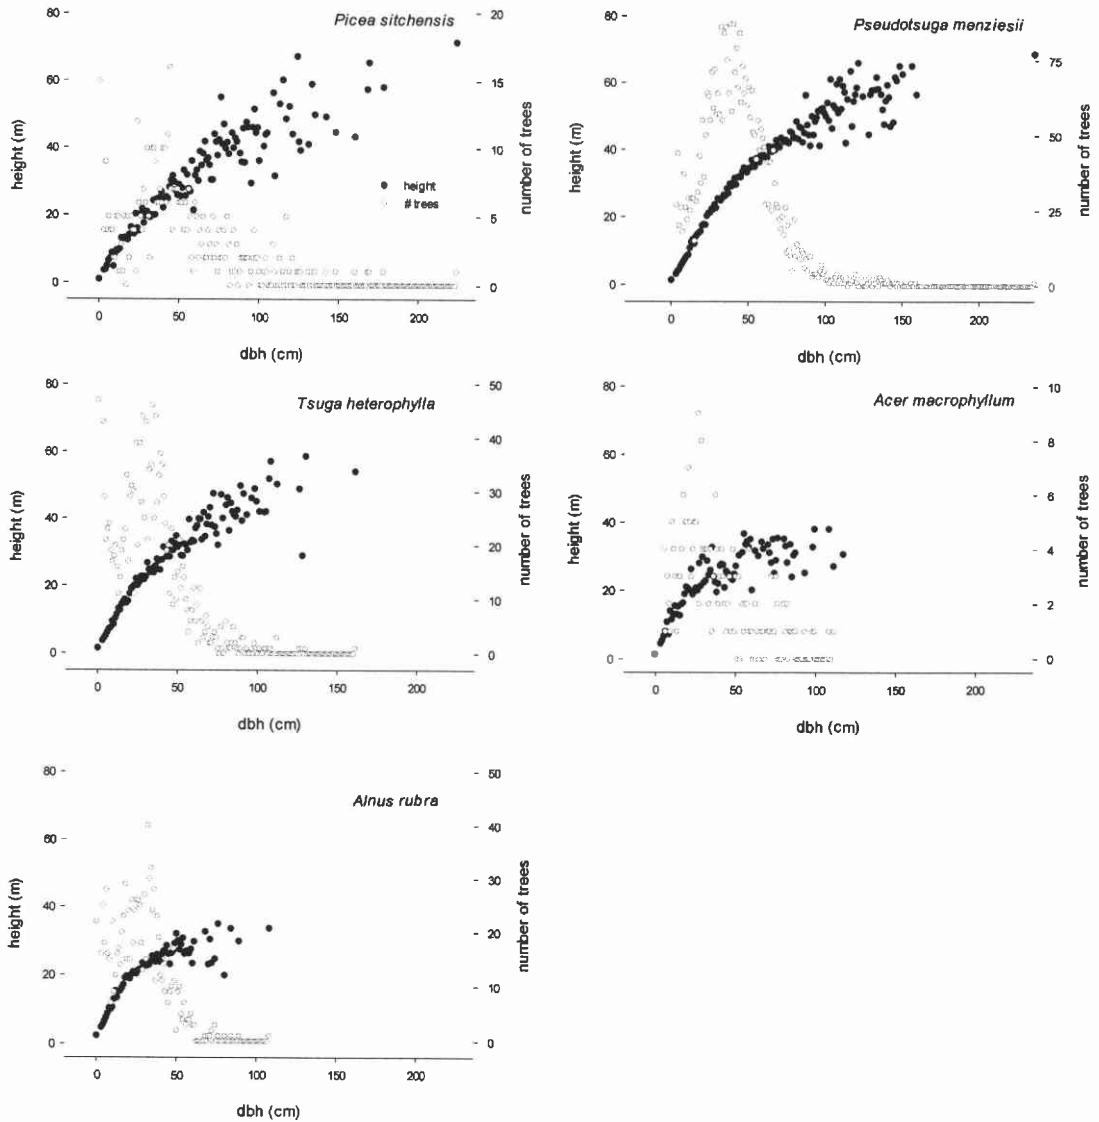 Picea sitchensis
80
60
40
20
0
height (m)
20
15
10
5
0
number of trees
height
# trees
0 50 100 150 200
dbh (cm)
Pseudotsuga menziesii
80
60
40
20
0
height (m)
75
50
25
0
number of trees
0 50 100 150 200
dbh (cm)
Tsuga heterophylla
80
60
40
20
0
height (m)
50
40
30
20
10
0
number of trees
0 50 100 150 200
dbh (cm)
Acer macrophyllum
80
60
40
20
0
height (m)
10
8
6
4
2
0
number of trees
0 50 100 150 200
dbh (cm)
Alnus rubra
80
60
40
20
0
height (m)
50
40
30
20
10
0
number of trees
0 50 100 150 200
dbh (cm)